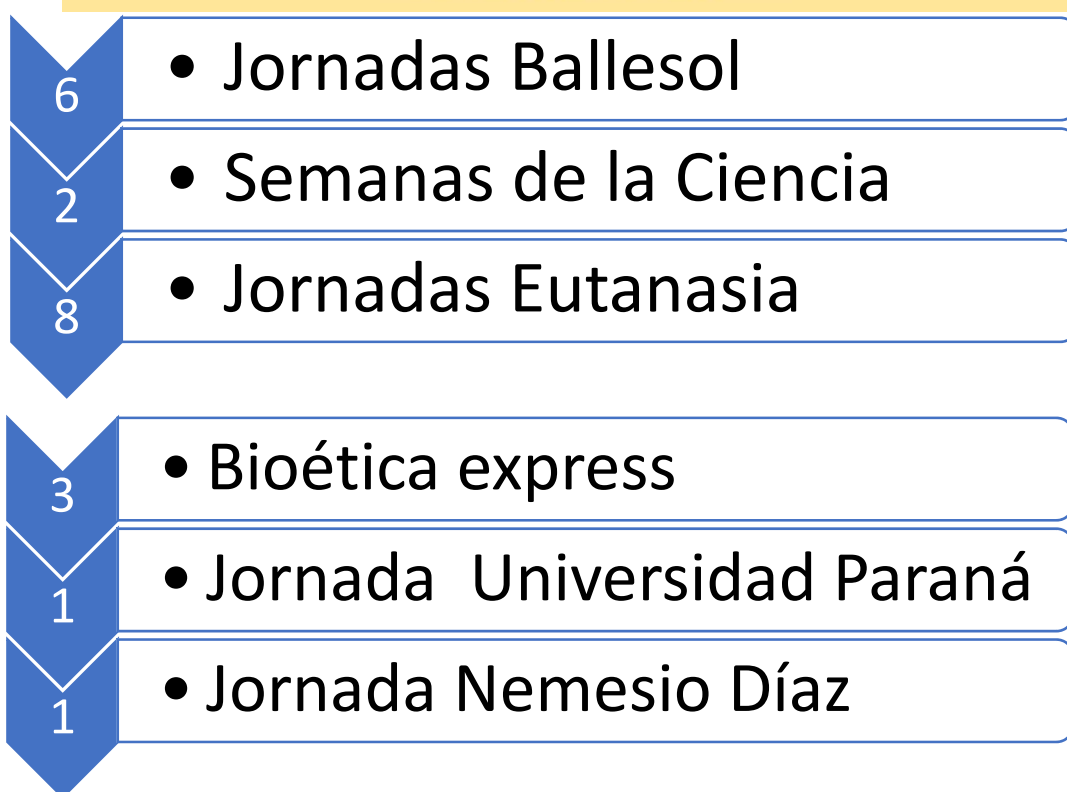 6 • Jornadas Ballesol
2 • Semanas de la Ciencia
8 • Jornadas Eutanasia
3 • Bioética express
1 • Jornada Universidad Paraná
1 • Jornada Nemesio Díaz